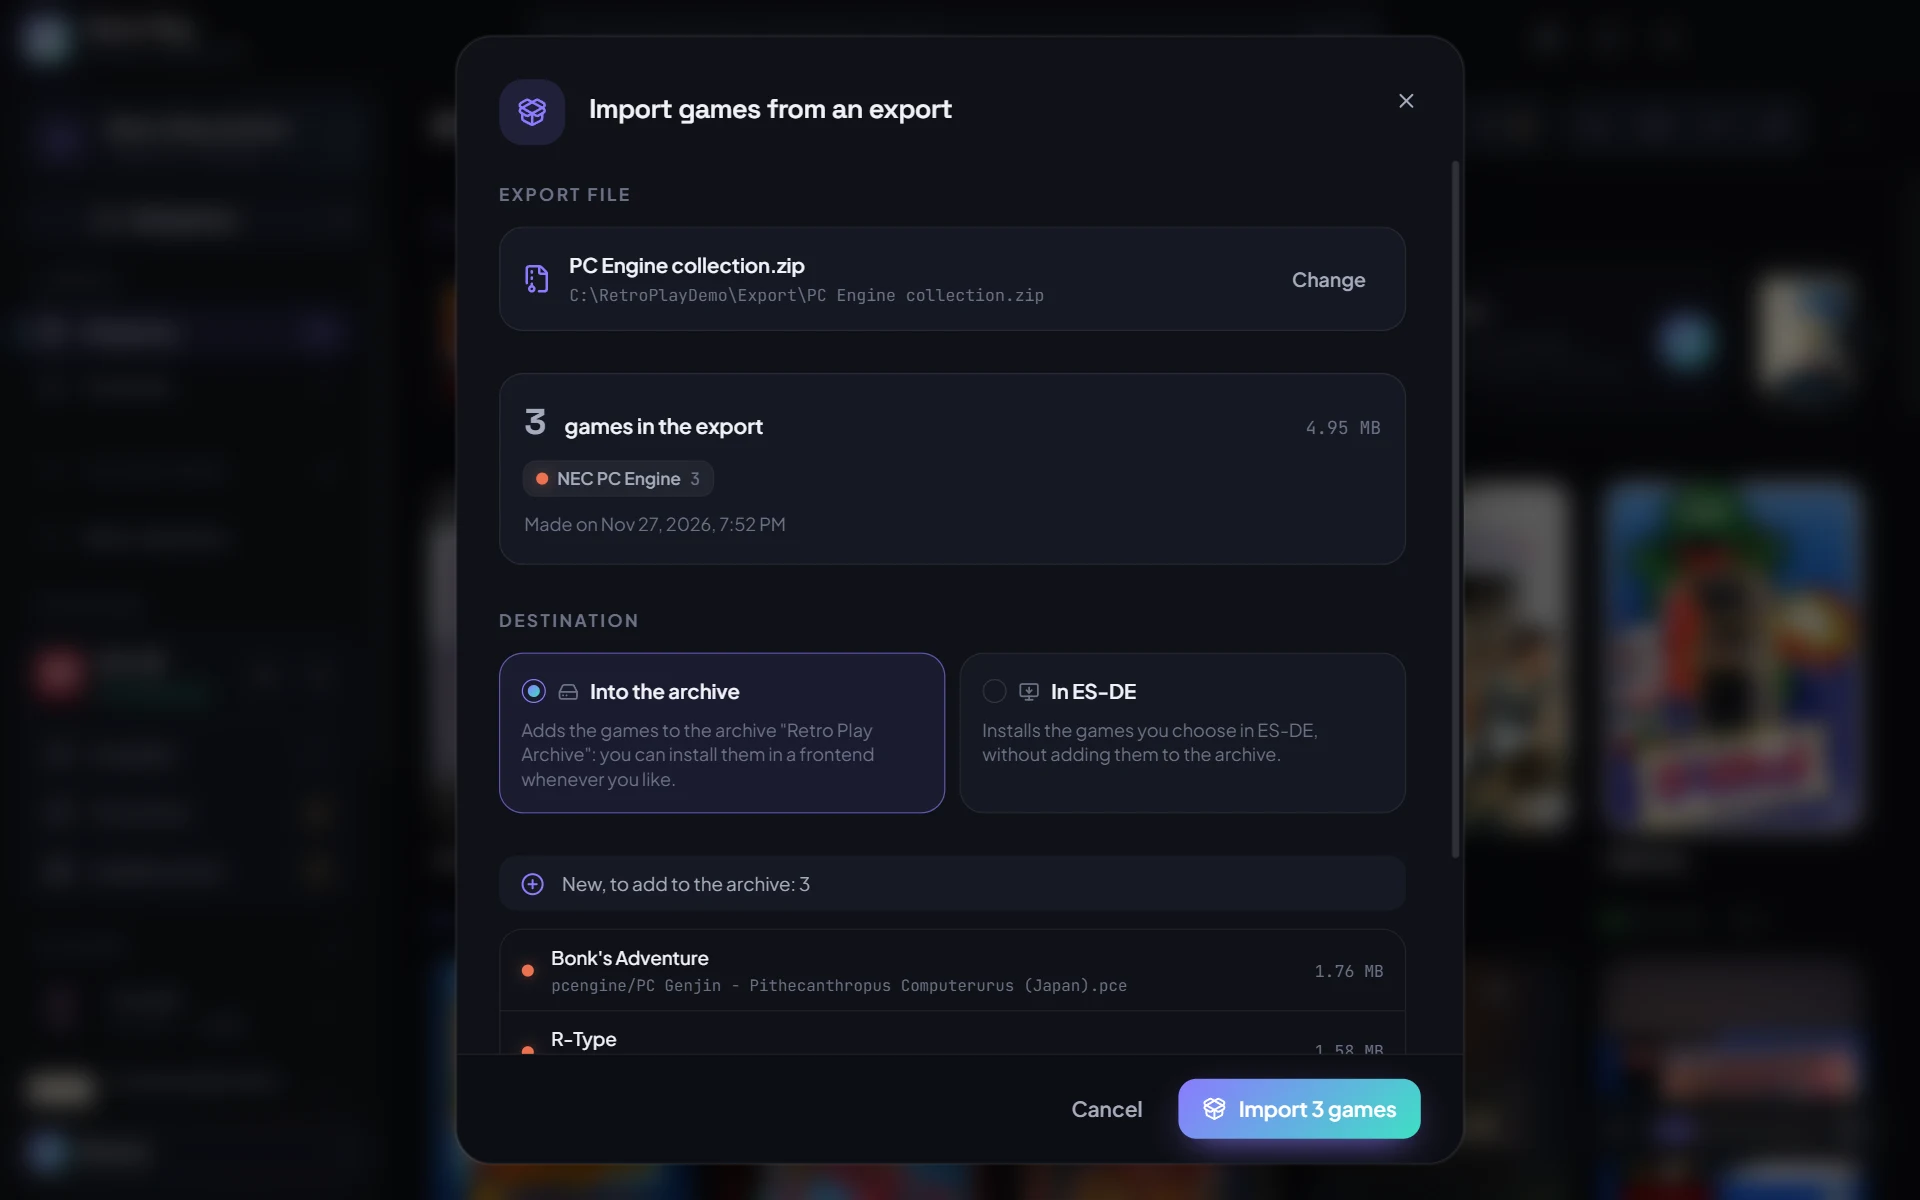 Import games from an export
EXPORT FILE
PC Engine collection.zip
C:\RetroPlayDemo\Export\PC Engine collection.zip
Change
3 games in the export
4.95 MB
NEC PC Engine 3
Made on Nov 27, 2026, 7:52 PM
DESTINATION
Into the archive
Adds the games to the archive "Retro Play
Archive": you can install them in a frontend
whenever you like.
In ES-DE
Installs the games you choose in ES-DE,
without adding them to the archive.
New, to add to the archive: 3
Bonk's Adventure
pcengine/PC Genjin - Pithecanthropus Computerurus (Japan).pce
1.76 MB
R-Type
1.58 MB
Cancel
Import 3 games